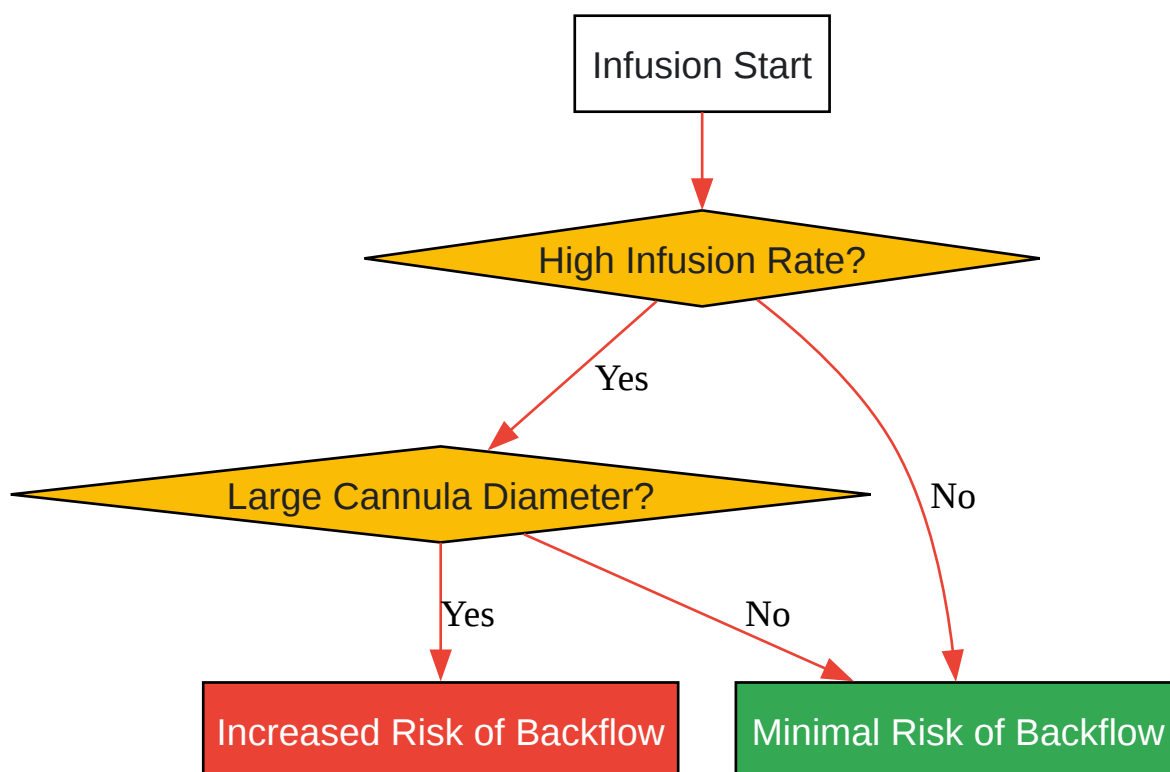 Infusion Start
High Infusion Rate?
Yes
Large Cannula Diameter?
No
Yes
No
Increased Risk of Backflow
Minimal Risk of Backflow